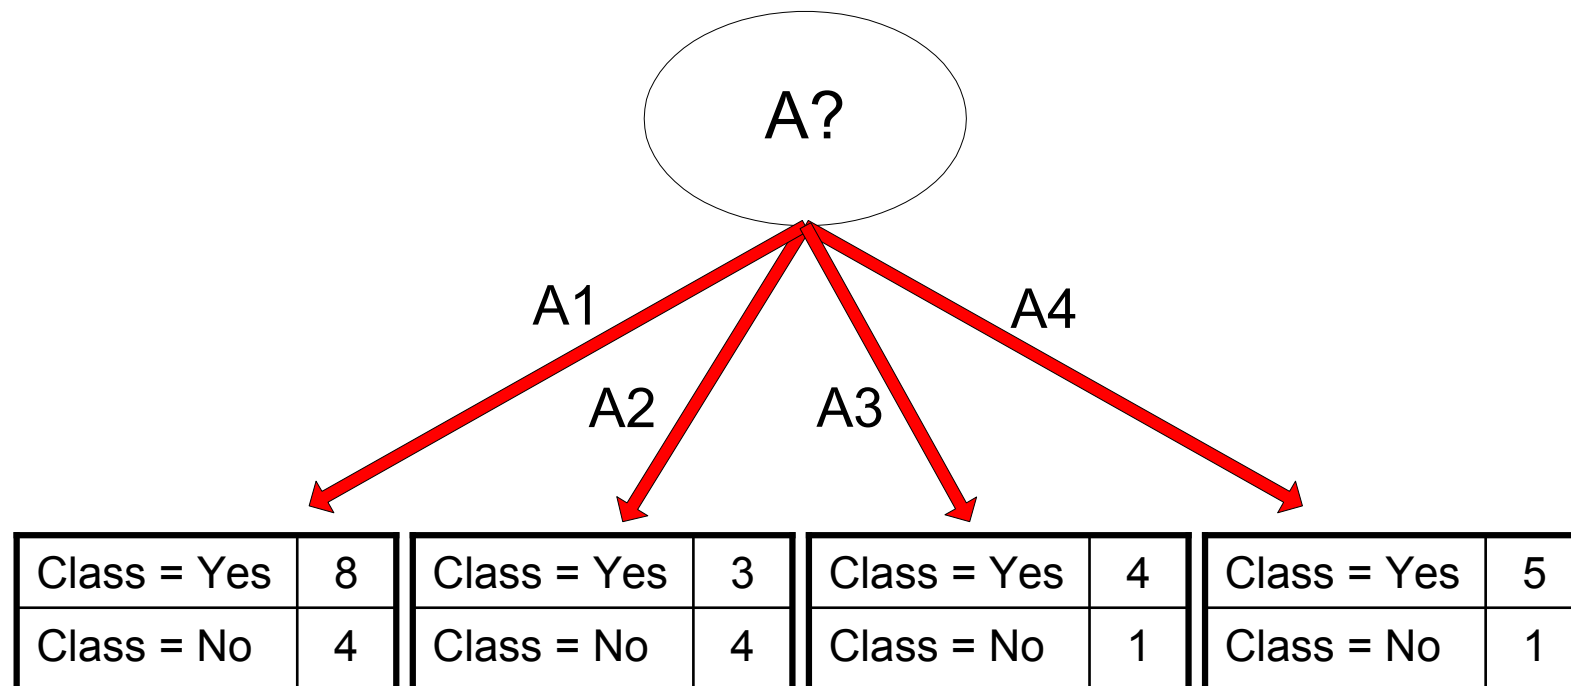 A?
A1
A4
A2
A3
Class = Yes 8 Class = Yes 3 Class = Yes 4 Class = Yes 5
Class = No 4 Class = No 4 Class = No 1 Class = No 1